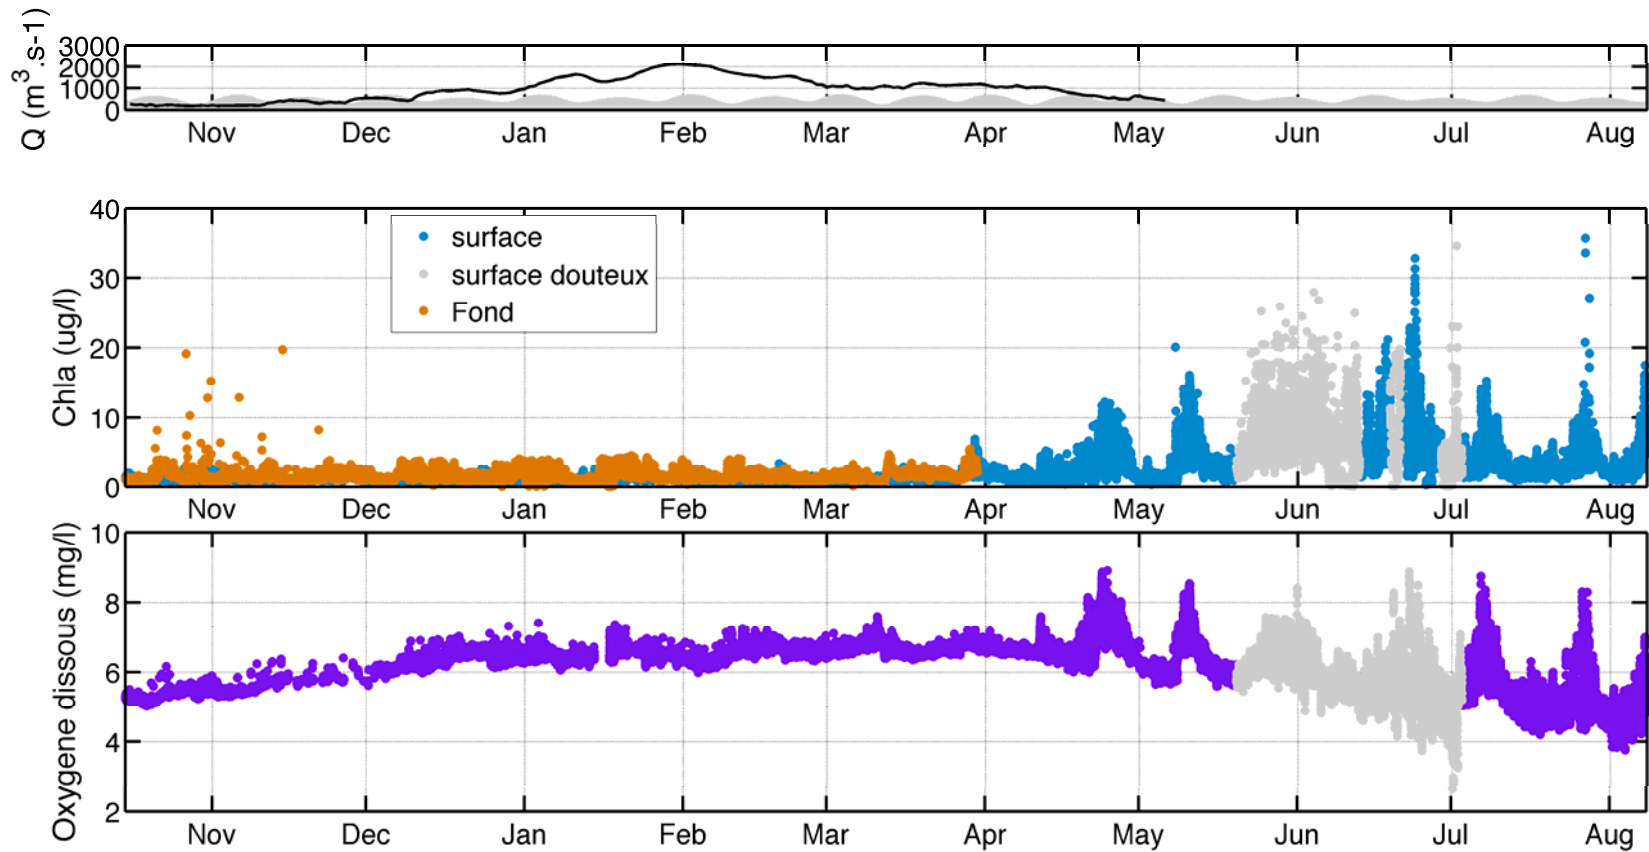 Q (m3.s-1)
3000
2000
1000
0
Nov Dec Jan Feb Mar Apr May Jun Jul Aug
Chla (ug/l)
40
30
20
10
0
surface
surface douteux
Fond
Nov Dec Jan Feb Mar Apr May Jun Jul Aug
Oxygene dissous (mg/l)
10
8
6
4
2
Nov Dec Jan Feb Mar Apr May Jun Jul Aug